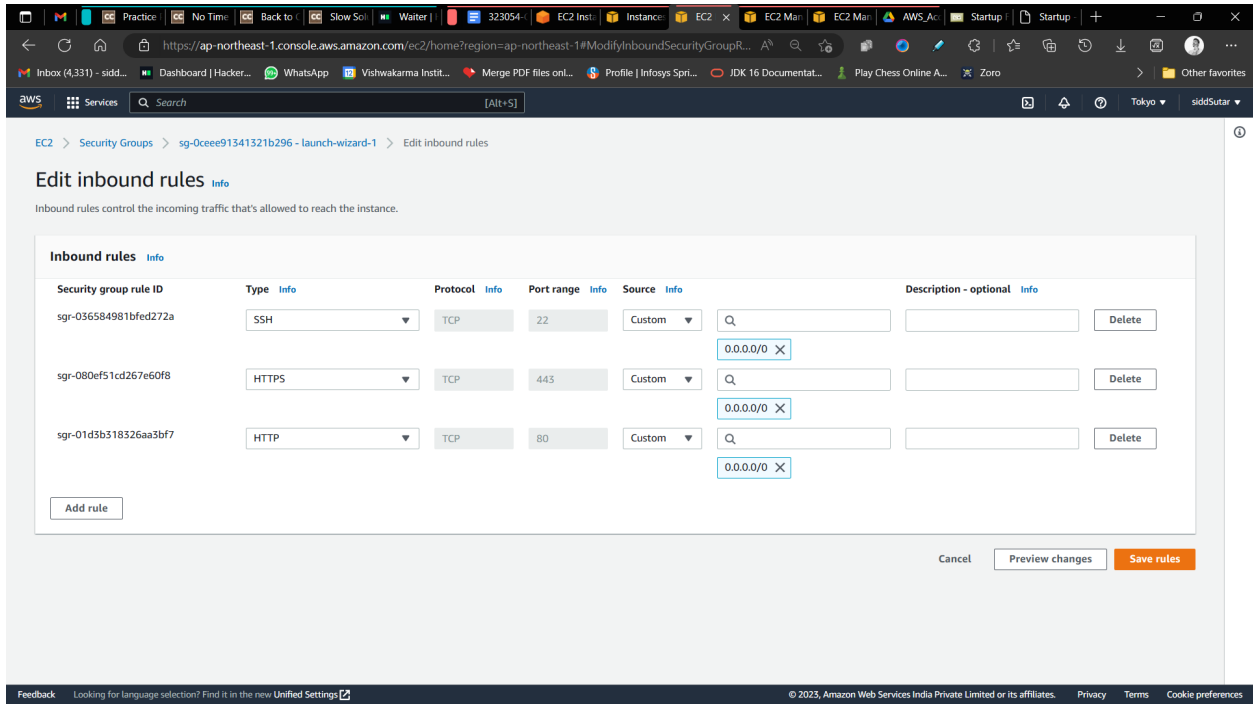 Practice
No Time
Back to C
Slow Sol
Waiter |
323054-
EC2 Inst
Instance
EC2
EC2 Man
EC2 Man
AWS_Ac
Startup
Startup -
https://ap-northeast-1.console.aws.amazon.com/ec2/home?region=ap-northeast-1#ModifyInboundSecurityGroupR...
Inbox (4,331) - sidd...
Dashboard | Hacker...
WhatsApp
Vishwakarma Instit...
Merge PDF files onl...
Profile | Infosys Spri...
JDK 16 Documentat...
Play Chess Online A...
Zoro
Other favorites
aws Services Search [Alt+S] Tokyo siddSutar
EC2 > Security Groups > sg-0ceee91341321b296 - launch-wizard-1 > Edit inbound rules
Edit inbound rules Info
Inbound rules control the incoming traffic that's allowed to reach the instance.
Inbound rules Info
Security group rule ID Type Info Protocol Info Port range Info Source Info Description - optional Info
sgr-036584981bfed272a SSH TCP 22 Custom Delete
0.0.0.0/0
sgr-080ef51cd267e60f8 HTTPS TCP 443 Custom Delete
0.0.0.0/0
sgr-01d3b318326aa3bf7 HTTP TCP 80 Custom Delete
0.0.0.0/0
Add rule
Cancel Preview changes Save rules
Feedback Looking for language selection? Find it in the new Unified Settings © 2023, Amazon Web Services India Private Limited or its affiliates. Privacy Terms Cookie preferences